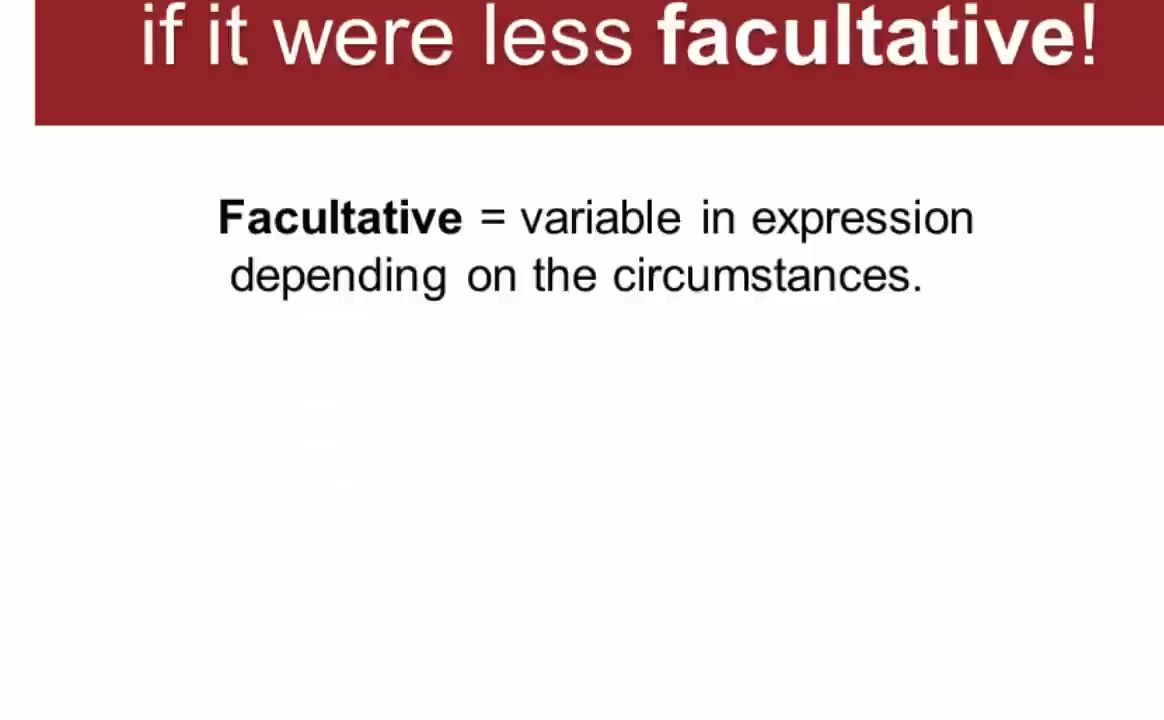 if it were less facultative!
Facultative = variable in expression
depending on the circumstances.